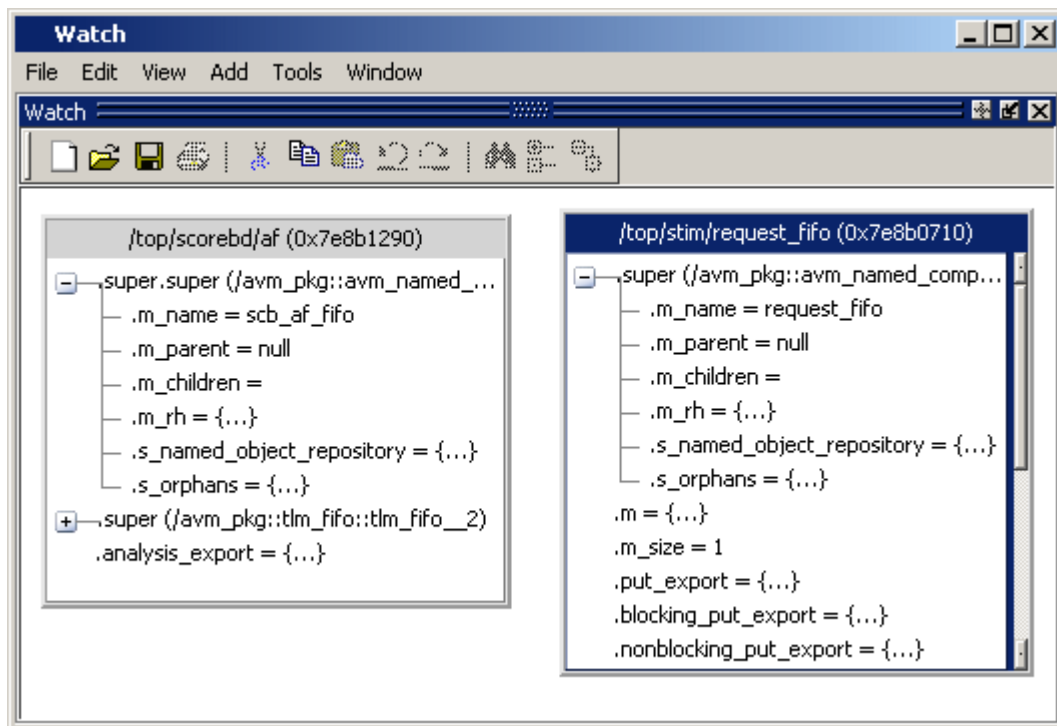 Watch
File Edit View Add Tools Window
Watch
/top/scorebd/af (0x7e8b1290)
.super.super (/avm_pkg::avm_named_...
.m_name = scb_af_fifo
.m_parent = null
.m_children =
.m_rh = {...}
.s_named_object_repository = {...}
.s_orphans = {...}
.super (/avm_pkg::tlm_fifo::tlm_fifo__2)
.analysis_export = {...}
/top/stim/request_fifo (0x7e8b0710)
.super (/avm_pkg::avm_named_comp...
.m_name = request_fifo
.m_parent = null
.m_children =
.m_rh = {...}
.s_named_object_repository = {...}
.s_orphans = {...}
.m = {...}
.m_size = 1
.put_export = {...}
.blocking_put_export = {...}
.nonblocking_put_export = {...}